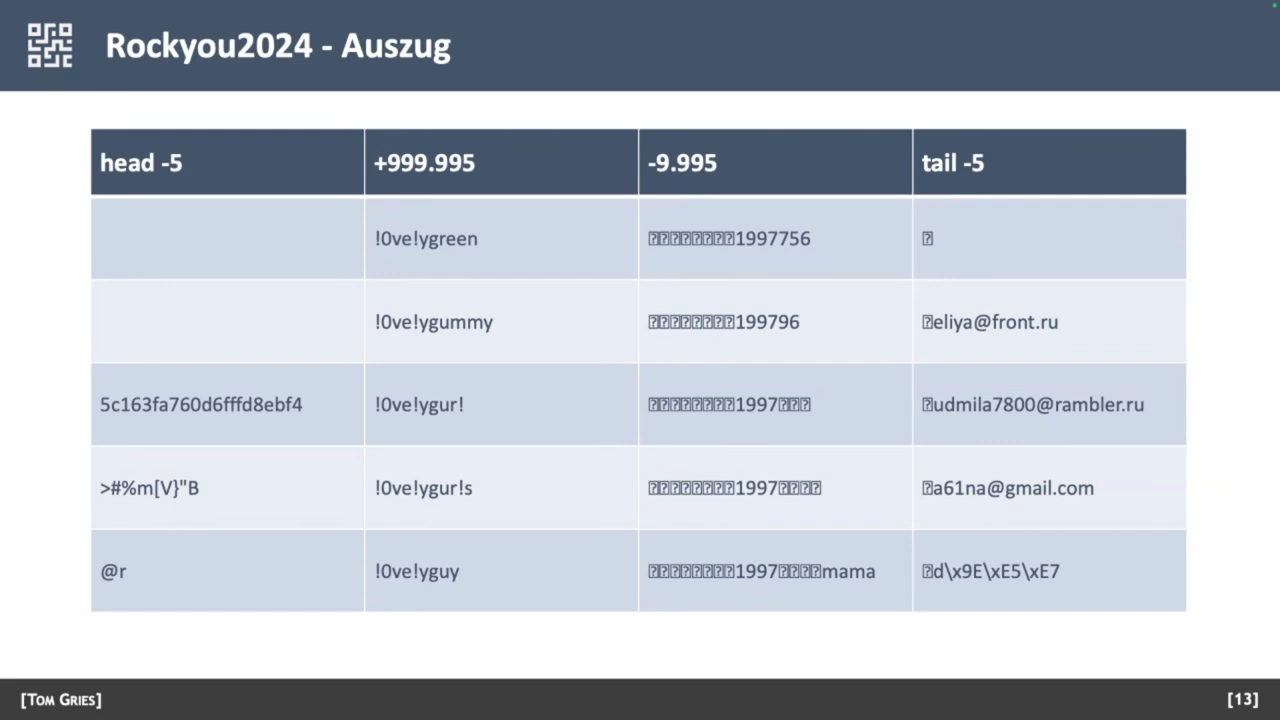 Rockyou2024 - Auszug
head -5 +999.995 -9.995 tail -5
!0ve!ygreen ⍰⍰⍰⍰⍰⍰⍰⍰1997756 ⍰
!0ve!ygummy ⍰⍰⍰⍰⍰⍰⍰⍰199796 ⍰eliya@front.ru
5c163fa760d6fffd8ebf4 !0ve!ygur! ⍰⍰⍰⍰⍰⍰⍰⍰1997⍰⍰⍰ ⍰udmila7800@rambler.ru
>#%m[V}"B !0ve!ygur!s ⍰⍰⍰⍰⍰⍰⍰⍰1997⍰⍰⍰⍰ ⍰a61na@gmail.com
@r !0ve!yguy ⍰⍰⍰⍰⍰⍰⍰⍰1997⍰⍰⍰⍰mama ⍰d\x9E\xE5\xE7
[Tom Gries] [13]